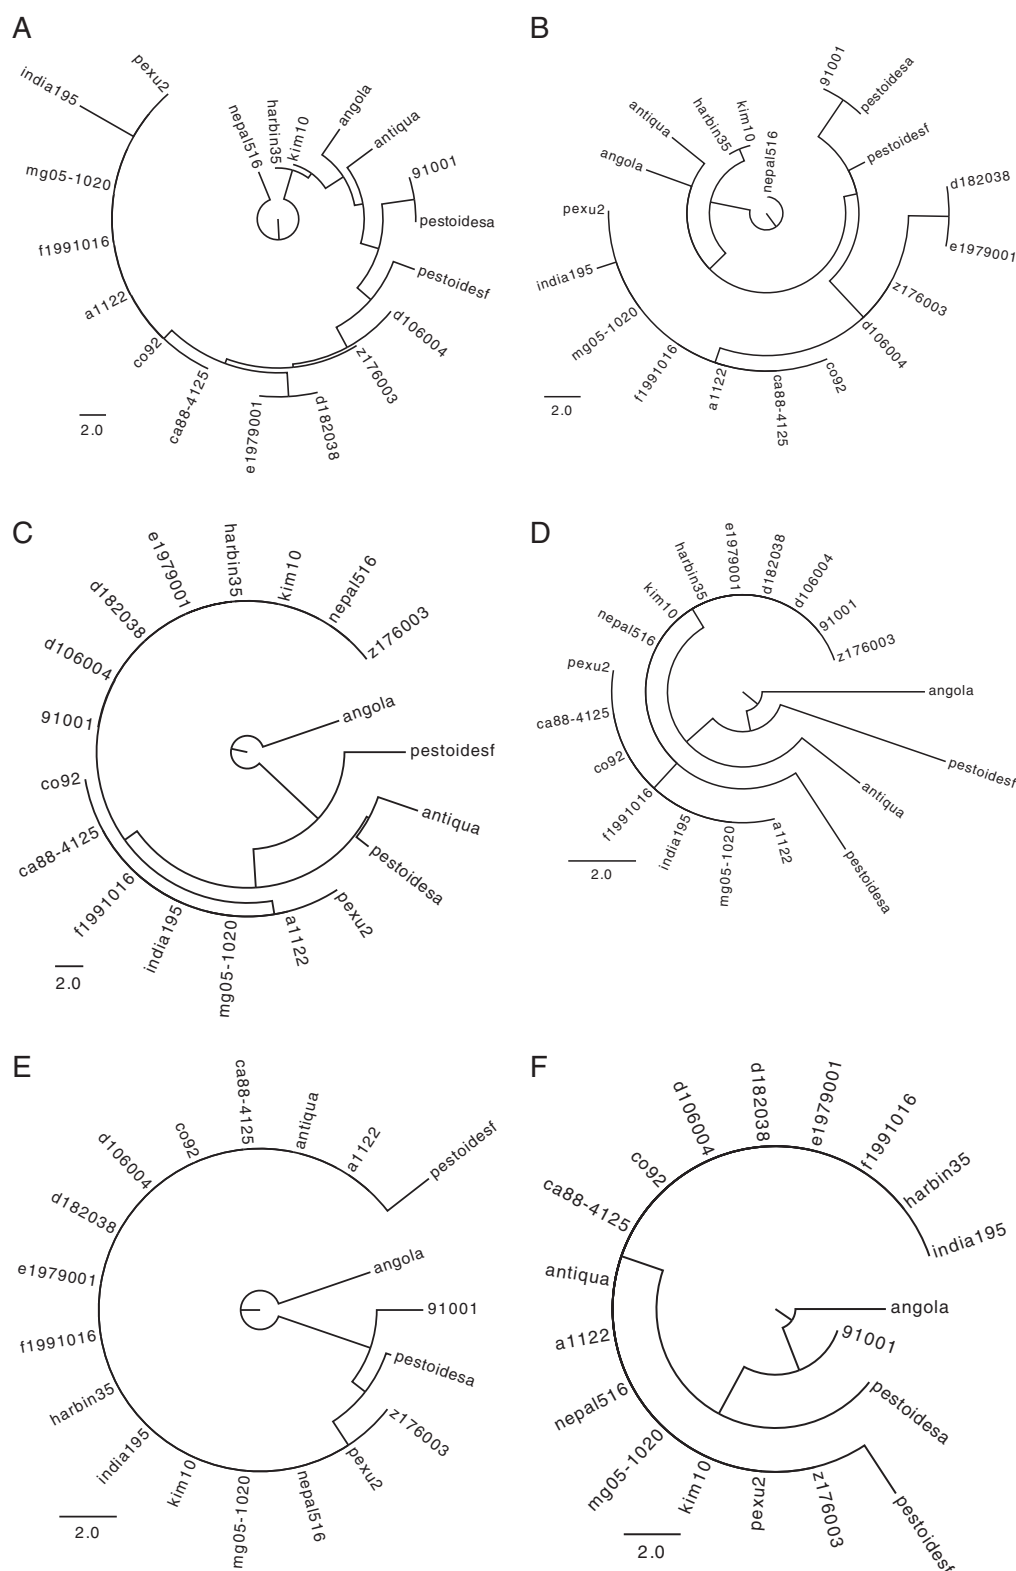 A
pexu2
india195
mg05-1020
f1991016
a1122
co92
ca88-4125
e1979001
d182038
z176003
d106004
pestoidesf
pestoidesa
91001
antiqua
angola
kim10
harbin35
nepal516
2.0
B
91001
pestoidesa
pestoidesf
d182038
e1979001
z176003
d106004
co92
ca88-4125
a1122
f1991016
mg05-1020
india195
pexu2
angola
antiqua
harbin35
kim10
nepal516
2.0
C
z176003
nepal516
kim10
harbin35
e1979001
d182038
d106004
91001
co92
ca88-4125
f1991016
india195
mg05-1020
a1122
pexu2
pestoidesa
antiqua
pestoidesf
angola
2.0
D
z176003
91001
d106004
d182038
e1979001
harbin35
kim10
nepal516
pexu2
ca88-4125
co92
f1991016
india195
mg05-1020
a1122
pestoidesa
antiqua
pestoidesf
angola
2.0
E
pestoidesf
a1122
antiqua
ca88-4125
co92
d106004
d182038
e1979001
f1991016
harbin35
india195
kim10
mg05-1020
nepal516
pexu2
z176003
pestoidesa
91001
angola
2.0
F
india195
harbin35
f1991016
e1979001
d182038
d106004
co92
ca88-4125
antiqua
a1122
nepal516
mg05-1020
kim10
pexu2
z176003
pestoidesf
pestoidesa
91001
angola
2.0